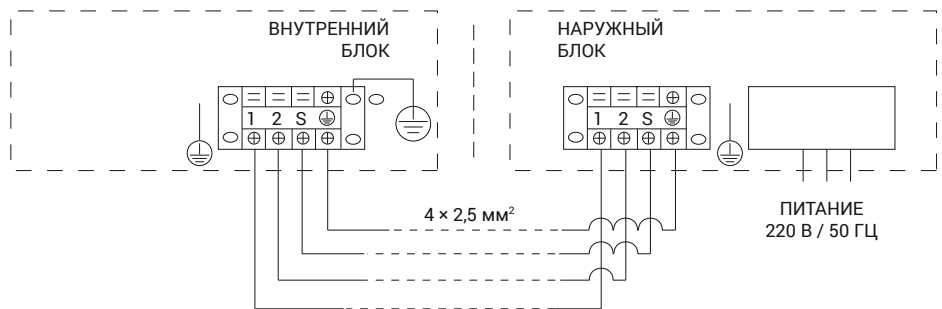 ВНУТРЕННИЙ
БЛОК
НАРУЖНЫЙ
БЛОК
1 2 S
1 2 S
4 × 2,5 мм²
ПИТАНИЕ
220 В / 50 ГЦ